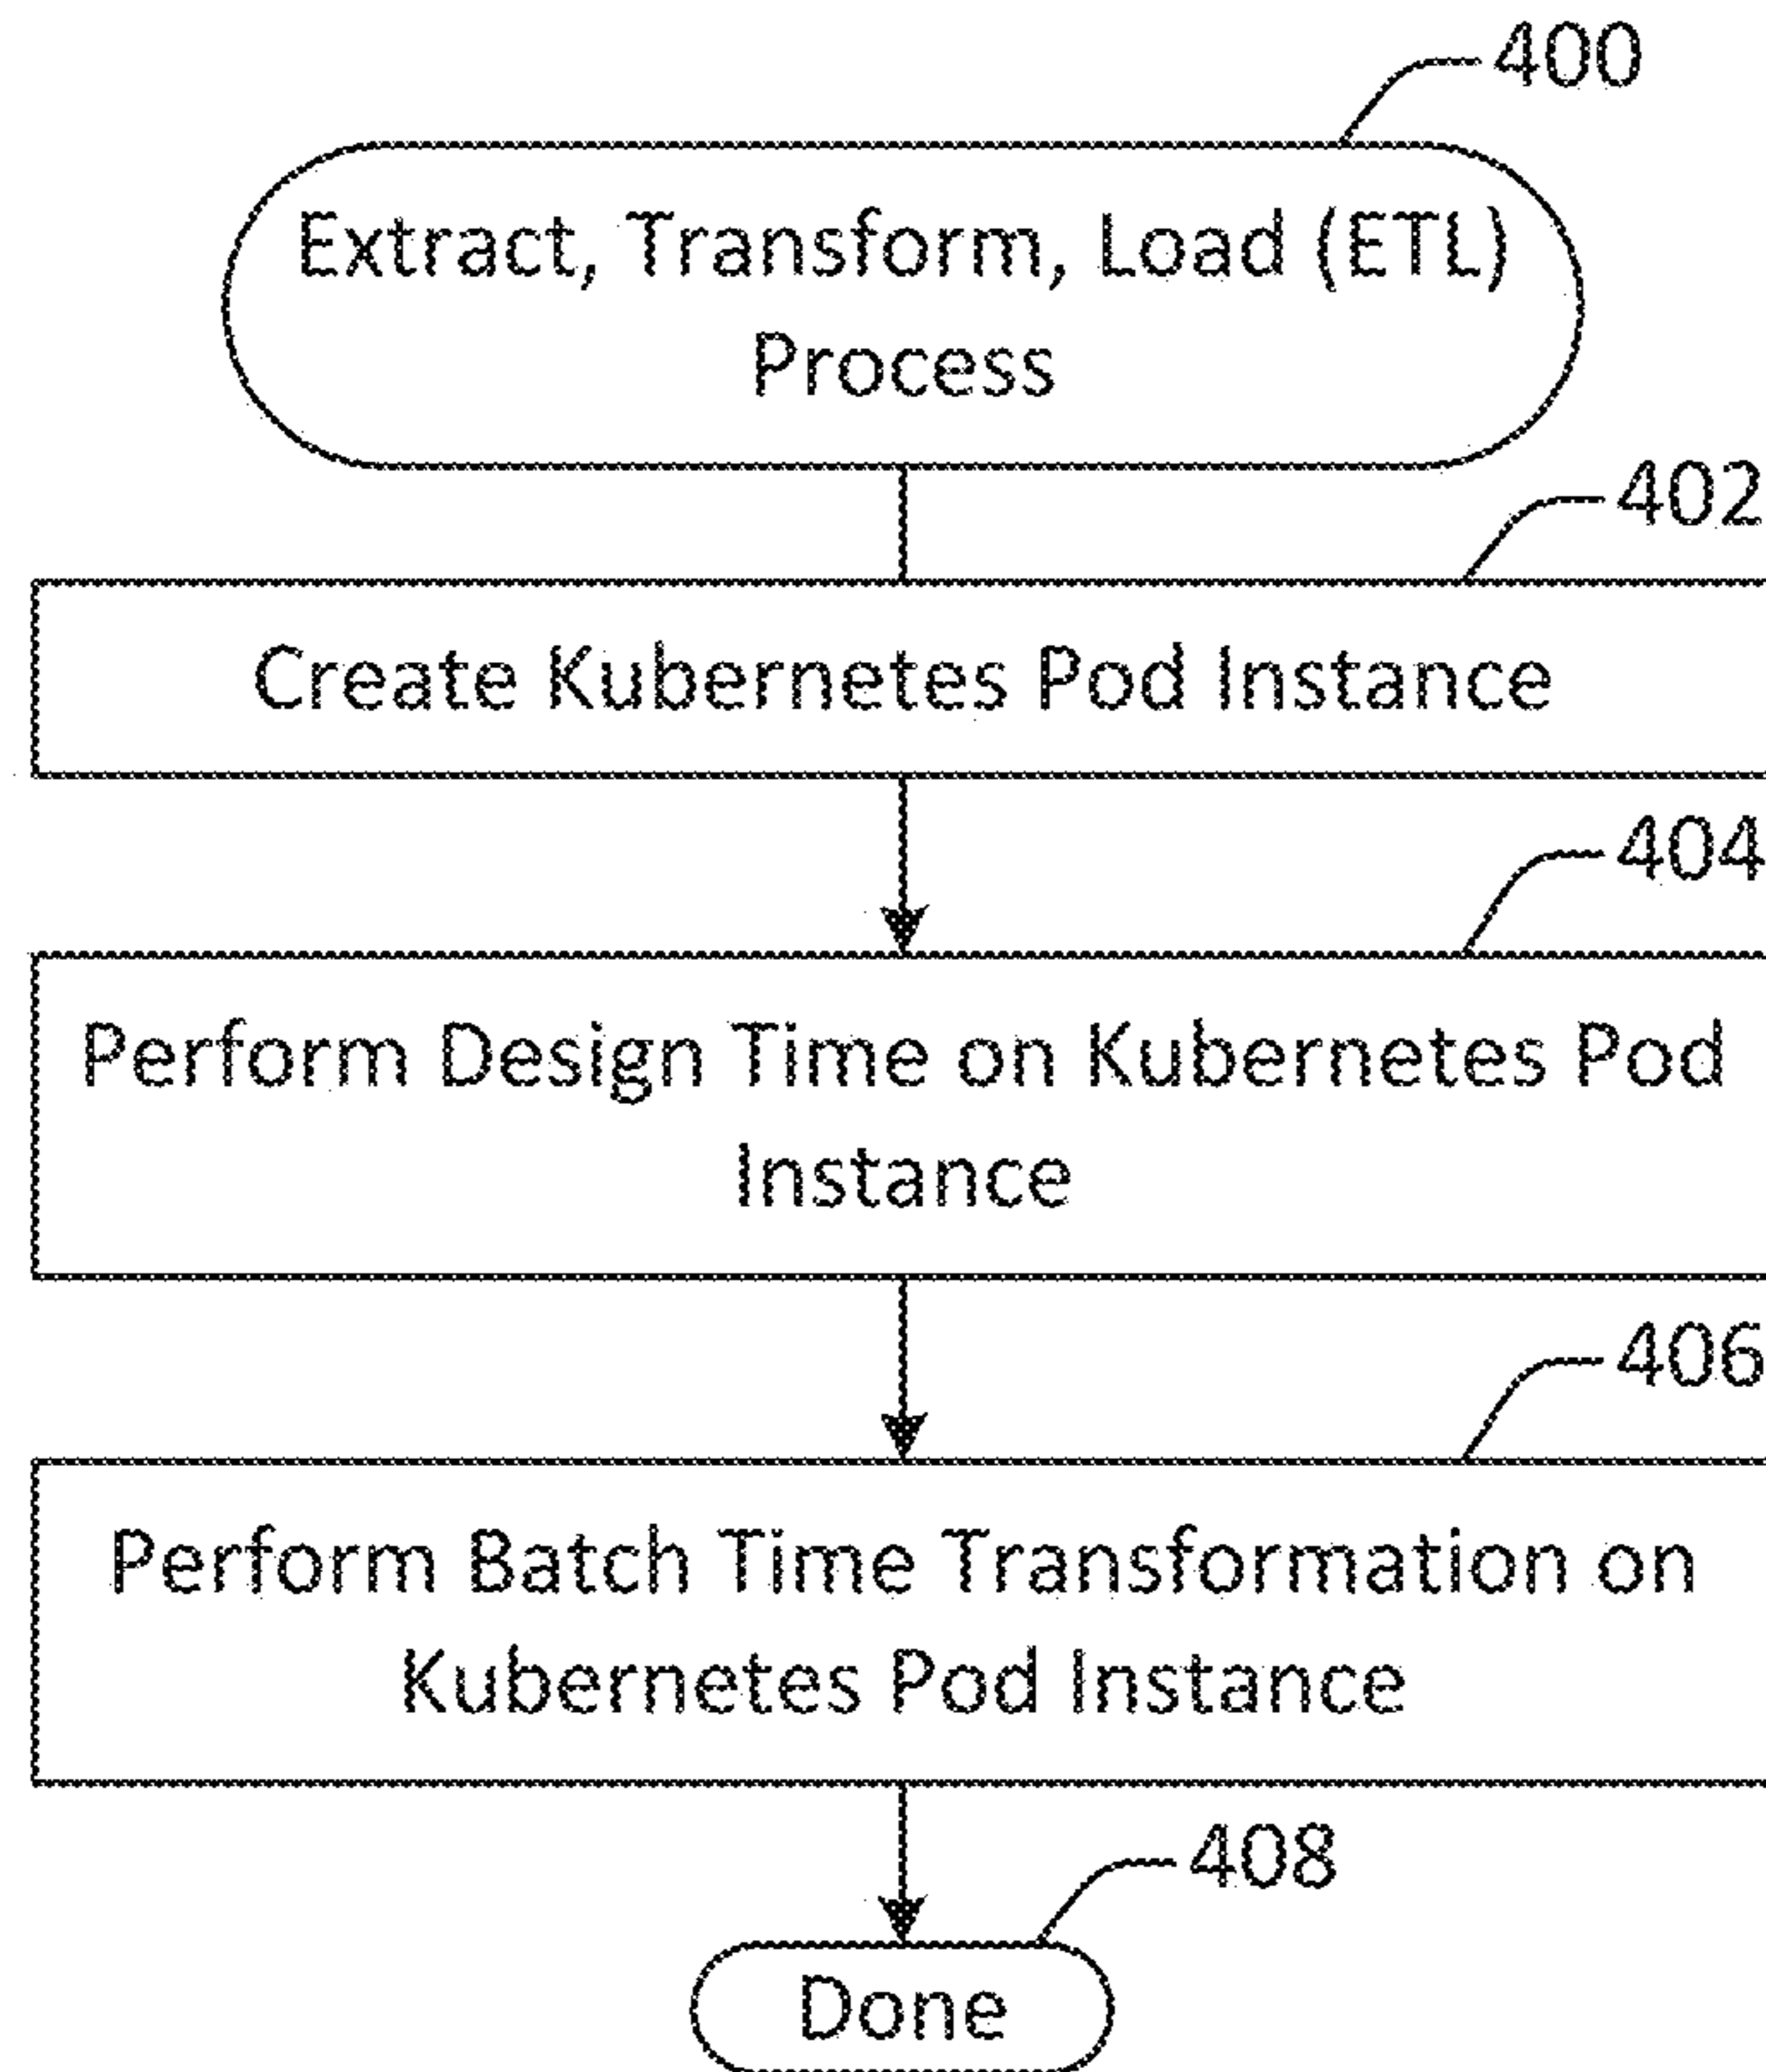 400
Extract, Transform, Load (ETL)
Process
402
Create Kubernetes Pod Instance
404
Perform Design Time on Kubernetes Pod
Instance
406
Perform Batch Time Transformation on
Kubernetes Pod Instance
408
Done